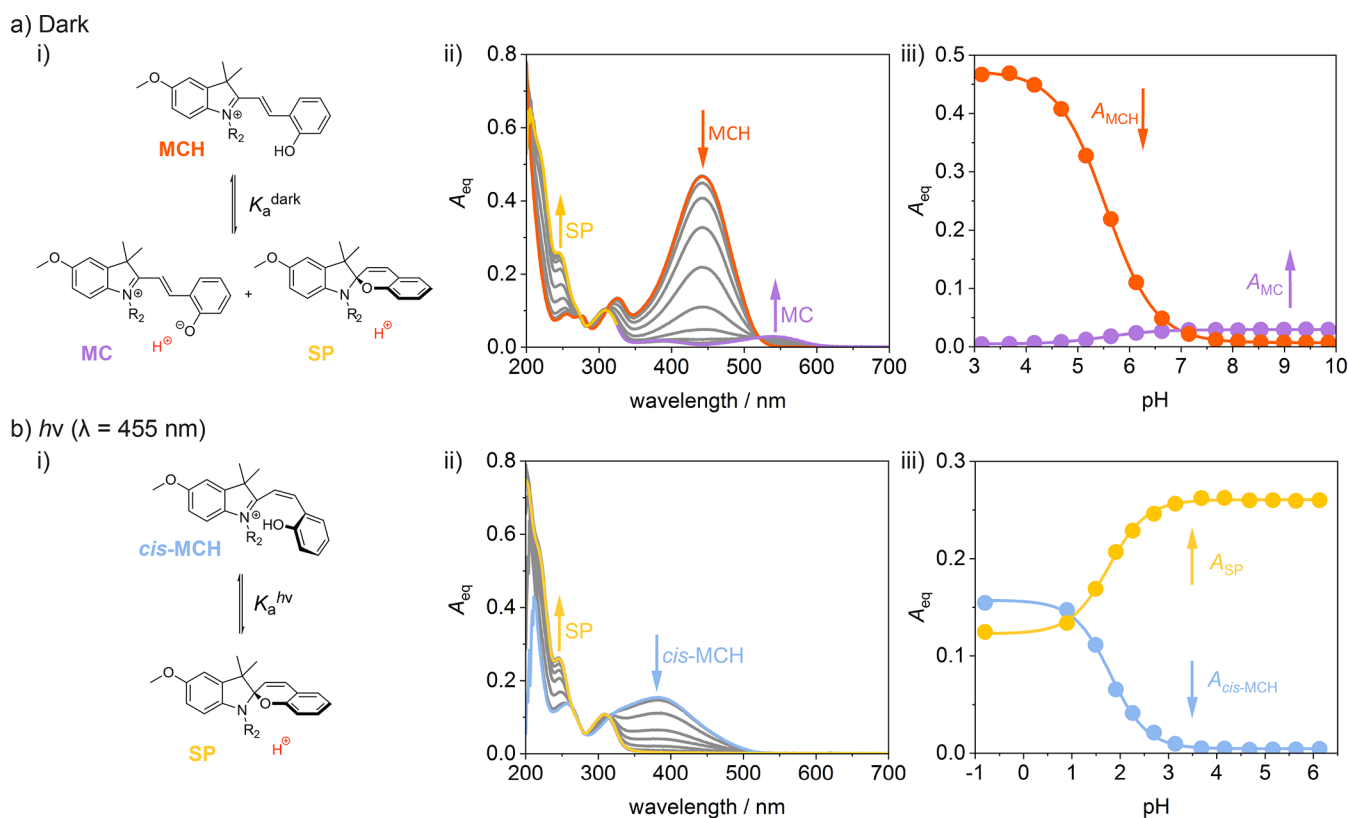 a) Dark
i)
O
N⊕
R2
HO
MCH
Kadark
O
N⊕
R2
O⊖
H⊕
MC
+
O
N
O
R2
H⊕
SP
ii)
0.8
0.6
0.4
0.2
0.0
Aeq
200 300 400 500 600 700
wavelength / nm
SP
MCH
MC
iii)
0.5
0.4
0.3
0.2
0.1
0.0
Aeq
3 4 5 6 7 8 9 10
pH
AMCH
AMC
b) hν (λ = 455 nm)
i)
O
N⊕
HO
R2
cis-MCH
Kahν
O
N
O
R2
H⊕
SP
ii)
0.8
0.6
0.4
0.2
0.0
Aeq
200 300 400 500 600 700
wavelength / nm
SP
cis-MCH
iii)
0.3
0.2
0.1
0.0
Aeq
-1 0 1 2 3 4 5 6
pH
ASP
Acis-MCH